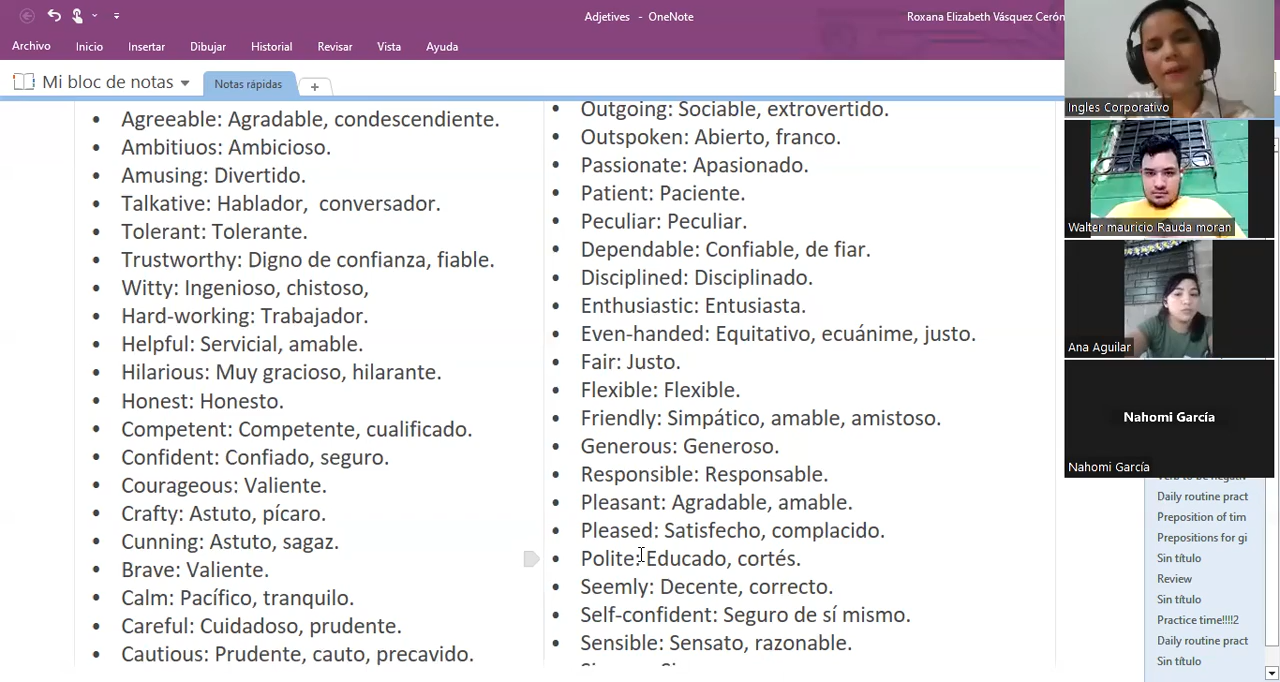 Adjetives - OneNote
Roxana Elizabeth Vásquez Cerón
Archivo
Inicio
Insertar
Dibujar
Historial
Revisar
Vista
Ayuda
Mi bloc de notas
Notas rápidas
Agreeable: Agradable, condescendiente.
Ambitiuos: Ambicioso.
Amusing: Divertido.
Talkative: Hablador, conversador.
Tolerant: Tolerante.
Trustworthy: Digno de confianza, fiable.
Witty: Ingenioso, chistoso,
Hard-working: Trabajador.
Helpful: Servicial, amable.
Hilarious: Muy gracioso, hilarante.
Honest: Honesto.
Competent: Competente, cualificado.
Confident: Confiado, seguro.
Courageous: Valiente.
Crafty: Astuto, pícaro.
Cunning: Astuto, sagaz.
Brave: Valiente.
Calm: Pacífico, tranquilo.
Careful: Cuidadoso, prudente.
Cautious: Prudente, cauto, precavido.
Outgoing: Sociable, extrovertido.
Outspoken: Abierto, franco.
Passionate: Apasionado.
Patient: Paciente.
Peculiar: Peculiar.
Dependable: Confiable, de fiar.
Disciplined: Disciplinado.
Enthusiastic: Entusiasta.
Even-handed: Equitativo, ecuánime, justo.
Fair: Justo.
Flexible: Flexible.
Friendly: Simpático, amable, amistoso.
Generous: Generoso.
Responsible: Responsable.
Pleasant: Agradable, amable.
Pleased: Satisfecho, complacido.
Polite: Educado, cortés.
Seemly: Decente, correcto.
Self-confident: Seguro de sí mismo.
Sensible: Sensato, razonable.
Ingles Corporativo
Walter mauricio Rauda moran
Ana Aguilar
Nahomi García
Nahomi García
Daily routine pract
Preposition of tim
Prepositions for gi
Sin título
Review
Sin título
Practice time!!!!2
Daily routine pract
Sin título